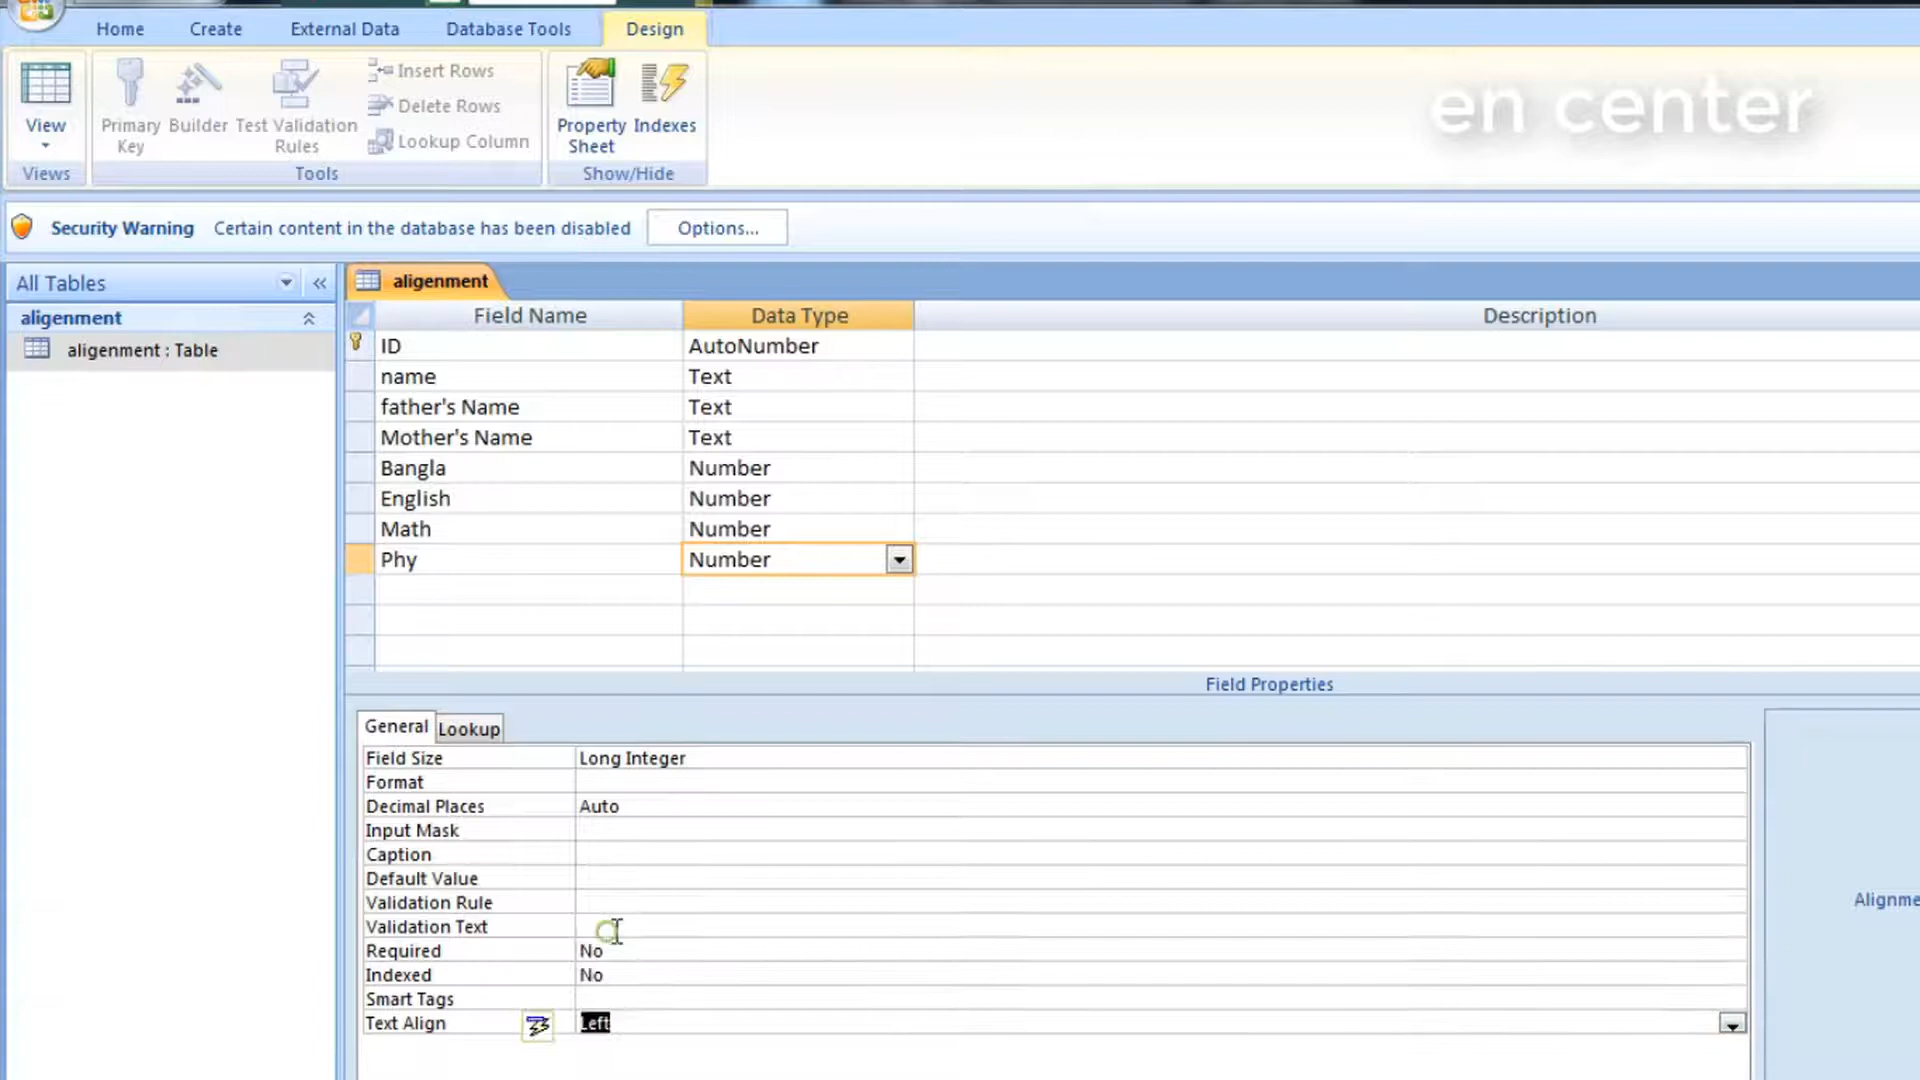 Home Create External Data Database Tools Design
View
Primary Key
Builder
Test Validation Rules
Insert Rows
Delete Rows
Lookup Column
Property Sheet
Indexes
Views Tools Show/Hide
en center
Security Warning Certain content in the database has been disabled Options...
All Tables
aligenment
aligenment : Table
aligenment
Field Name Data Type Description
ID AutoNumber
name Text
father's Name Text
Mother's Name Text
Bangla Number
English Number
Math Number
Phy Number
Field Properties
General Lookup
Field Size Long Integer
Format
Decimal Places Auto
Input Mask
Caption
Default Value
Validation Rule
Validation Text
Required No
Indexed No
Smart Tags
Text Align Left
Alignme